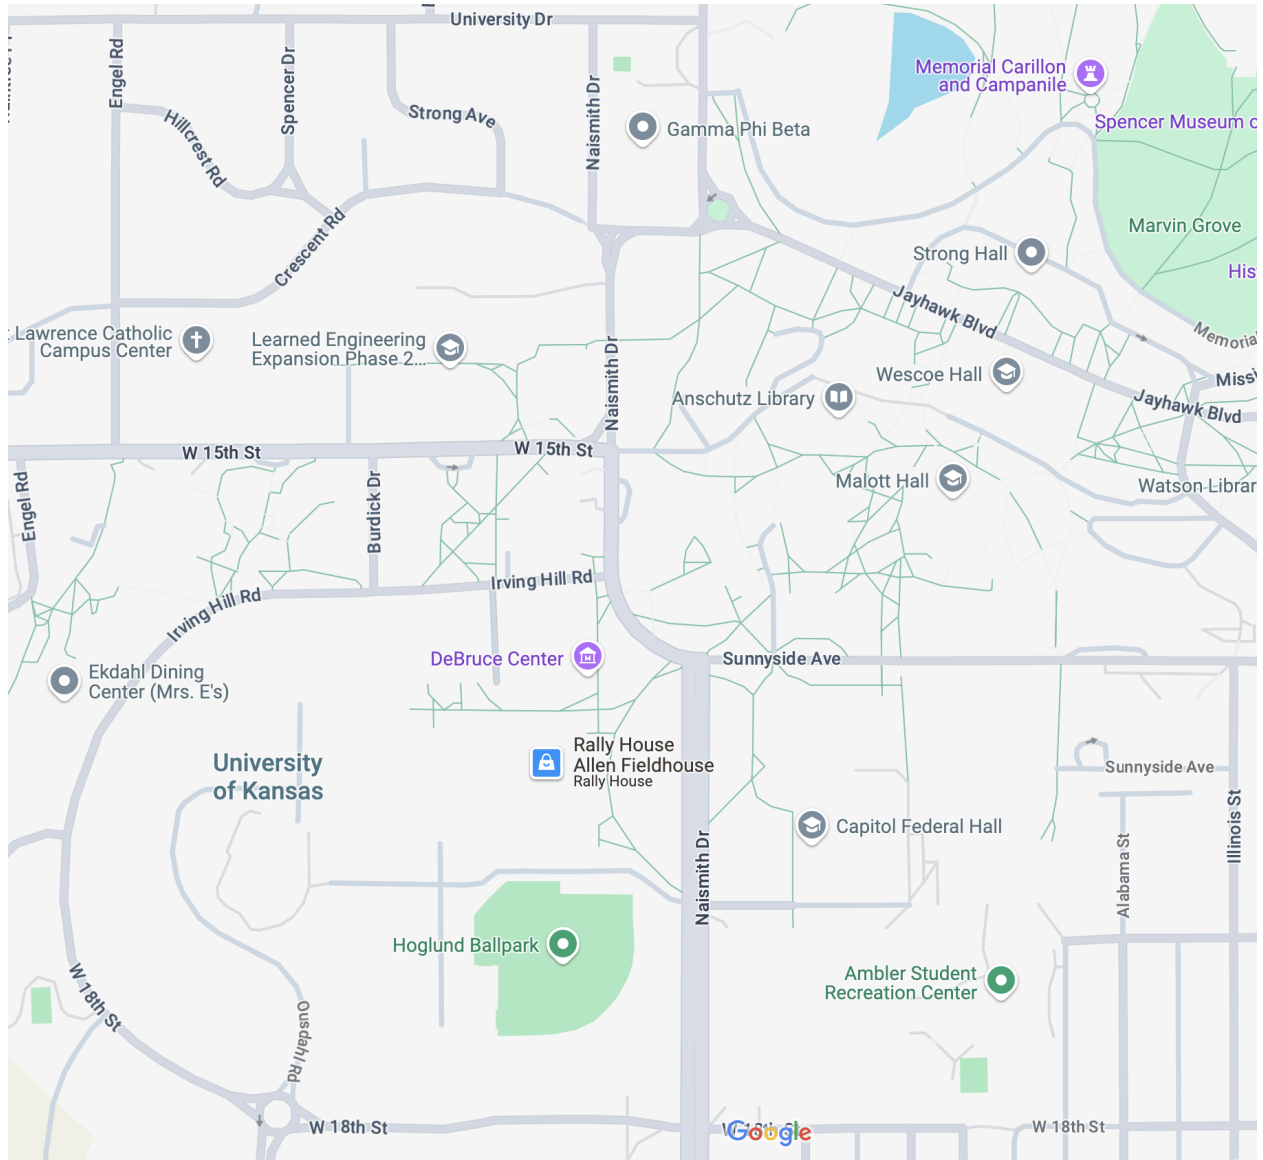 University Dr
Engel Rd
Spencer Dr
Hillcrest Rd
Strong Ave
Naismith Dr
Gamma Phi Beta
Memorial Carillon
and Campanile
Spencer Museum o
Marvin Grove
His
Strong Hall
Crescent Rd
Jayhawk Blvd
Memorial
Lawrence Catholic
Campus Center
Learned Engineering
Expansion Phase 2...
Naismith Dr
Wescoe Hall
Anschutz Library
Missi
Jayhawk Blvd
W 15th St
W 15th St
Malott Hall
Watson Librar
Engel Rd
Burdick Dr
Irving Hill Rd
Irving Hill Rd
DeBruce Center
Sunnyside Ave
Ekdahl Dining
Center (Mrs. E's)
University
of Kansas
Rally House
Allen Fieldhouse
Rally House
Sunnyside Ave
Capitol Federal Hall
Naismith Dr
Alabama St
Illinois St
Hoglund Ballpark
Ambler Student
Recreation Center
W 18th St
Ousdahl Rd
W 18th St
W 18th St
Google
W 18th St